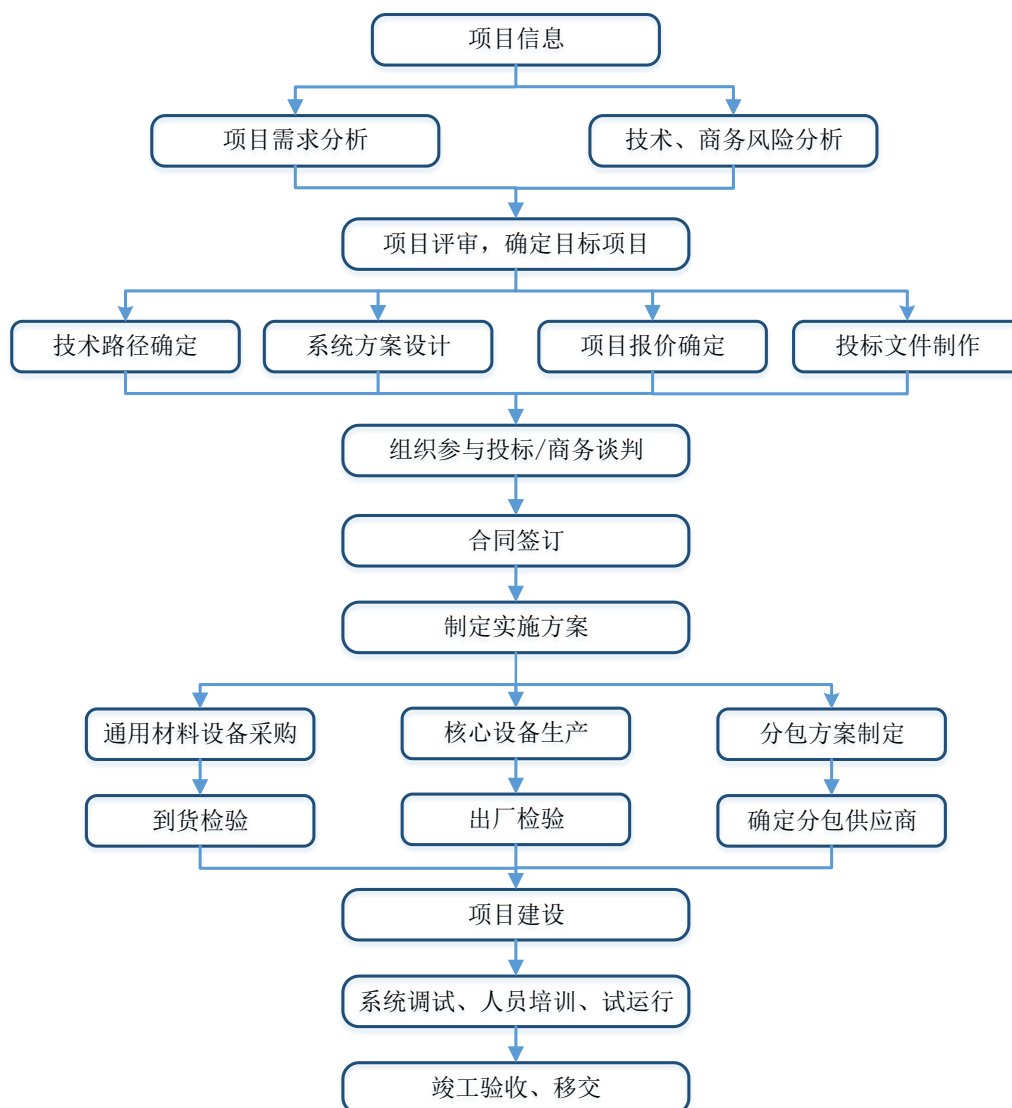 项目信息
项目需求分析
技术、商务风险分析
项目评审，确定目标项目
技术路径确定
系统方案设计
项目报价确定
投标文件制作
组织参与投标/商务谈判
合同签订
制定实施方案
通用材料设备采购
核心设备生产
分包方案制定
到货检验
出厂检验
确定分包供应商
项目建设
系统调试、人员培训、试运行
竣工验收、移交